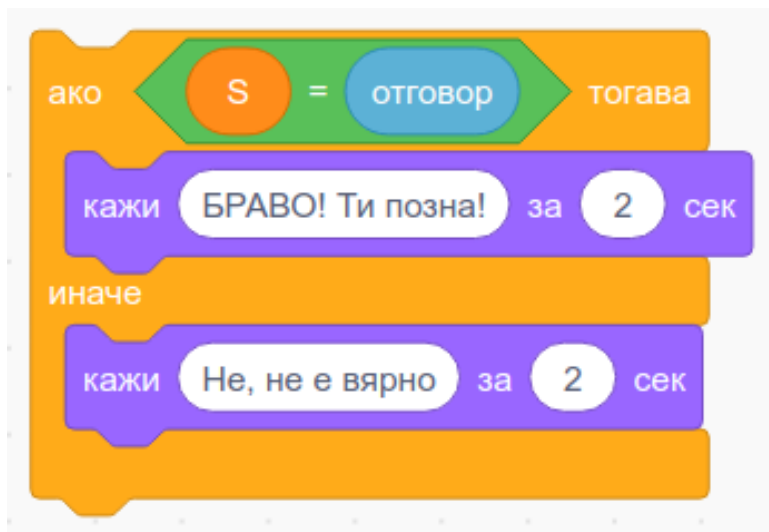 ако S = отговор тогава
кажи БРАВО! Ти позна! за 2 сек
иначе
кажи Не, не е вярно за 2 сек